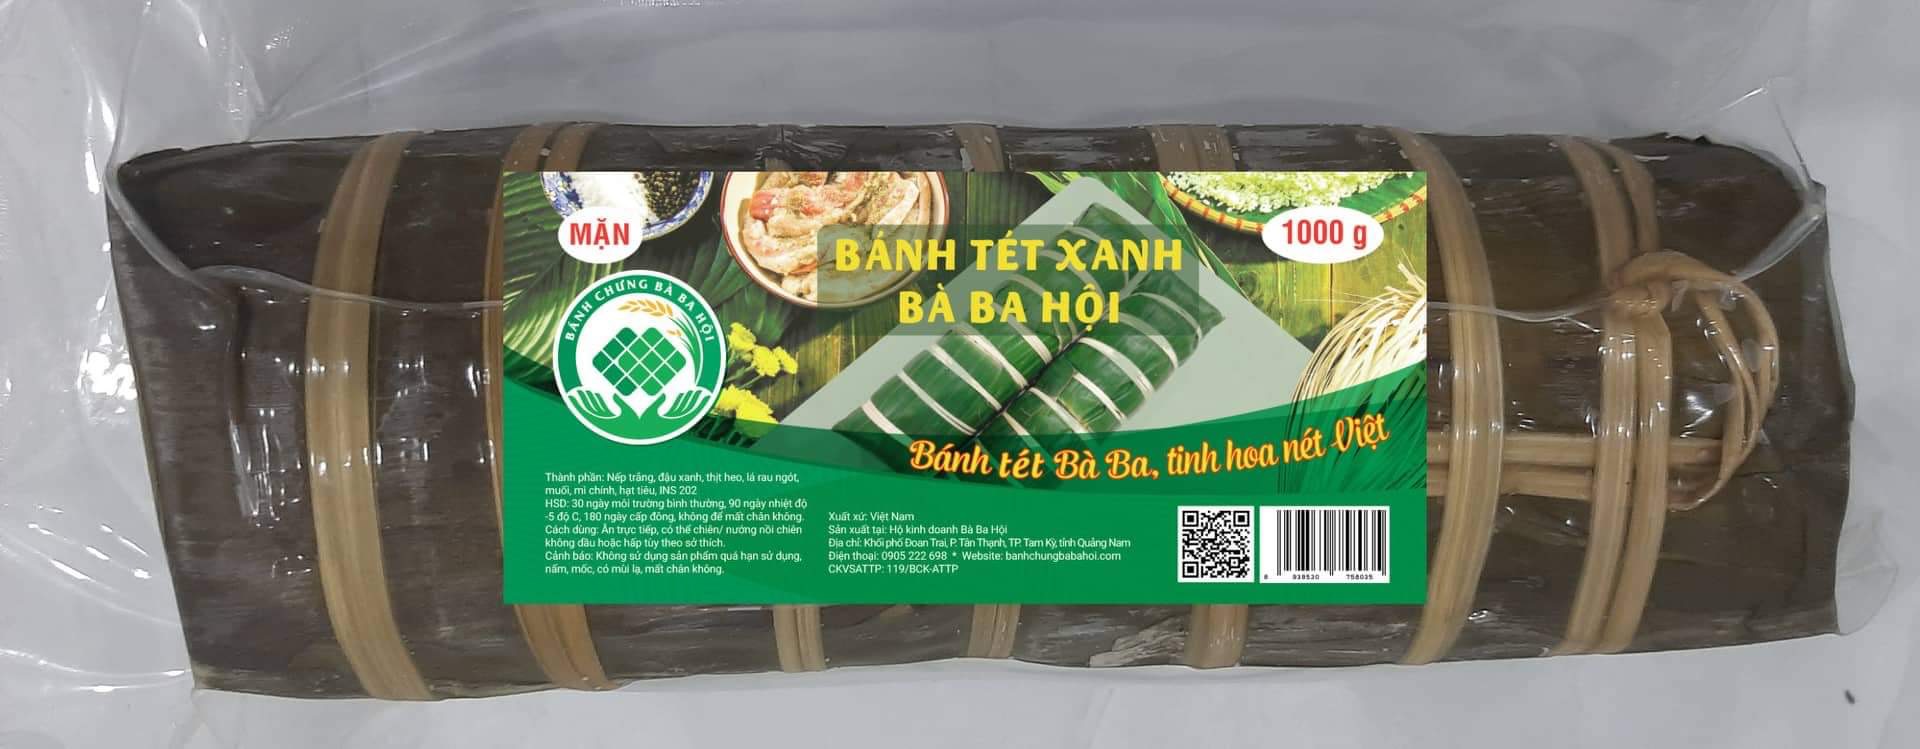 MẶN
1000 g
BÁNH TÉT XANH
BÀ BA HỘI
BÁNH CHƯNG BÀ BA HỘI
Bánh tét Bà Ba, tinh hoa nét Việt
Thành phần: Nếp trắng, đậu xanh, thịt heo, lá rau ngót,
muối, mì chính, hạt tiêu, INS 202
HSD: 30 ngày môi trường bình thường, 90 ngày nhiệt độ
-5 độ C, 180 ngày cấp đông, không để mất chân không.
Cách dùng: Ăn trực tiếp, có thể chiên/ nướng nồi chiên
không dầu hoặc hấp tùy theo sở thích.
Cảnh báo: Không sử dụng sản phẩm quá hạn sử dụng,
nấm, mốc, có mùi lạ, mất chân không.
Xuất xứ: Việt Nam
Sản xuất tại: Hộ kinh doanh Bà Ba Hội
Địa chỉ: Khối phố Đoan Trai, P. Tân Thạnh, TP. Tam Kỳ, tỉnh Quảng Nam
Điện thoại: 0905 222 698 * Website: banhchungbabahoi.com
CKVSATTP: 119/BCK-ATTP
8 938530 758035